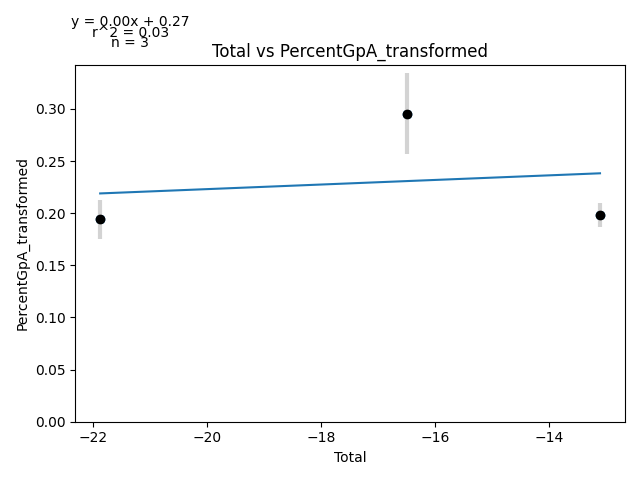 y = 0.00x + 0.27
r^2 = 0.03
n = 3
Total vs PercentGpA_transformed
PercentGpA_transformed
0.30
0.25
0.20
0.15
0.10
0.05
0.00
−22
−20
−18
−16
−14
Total